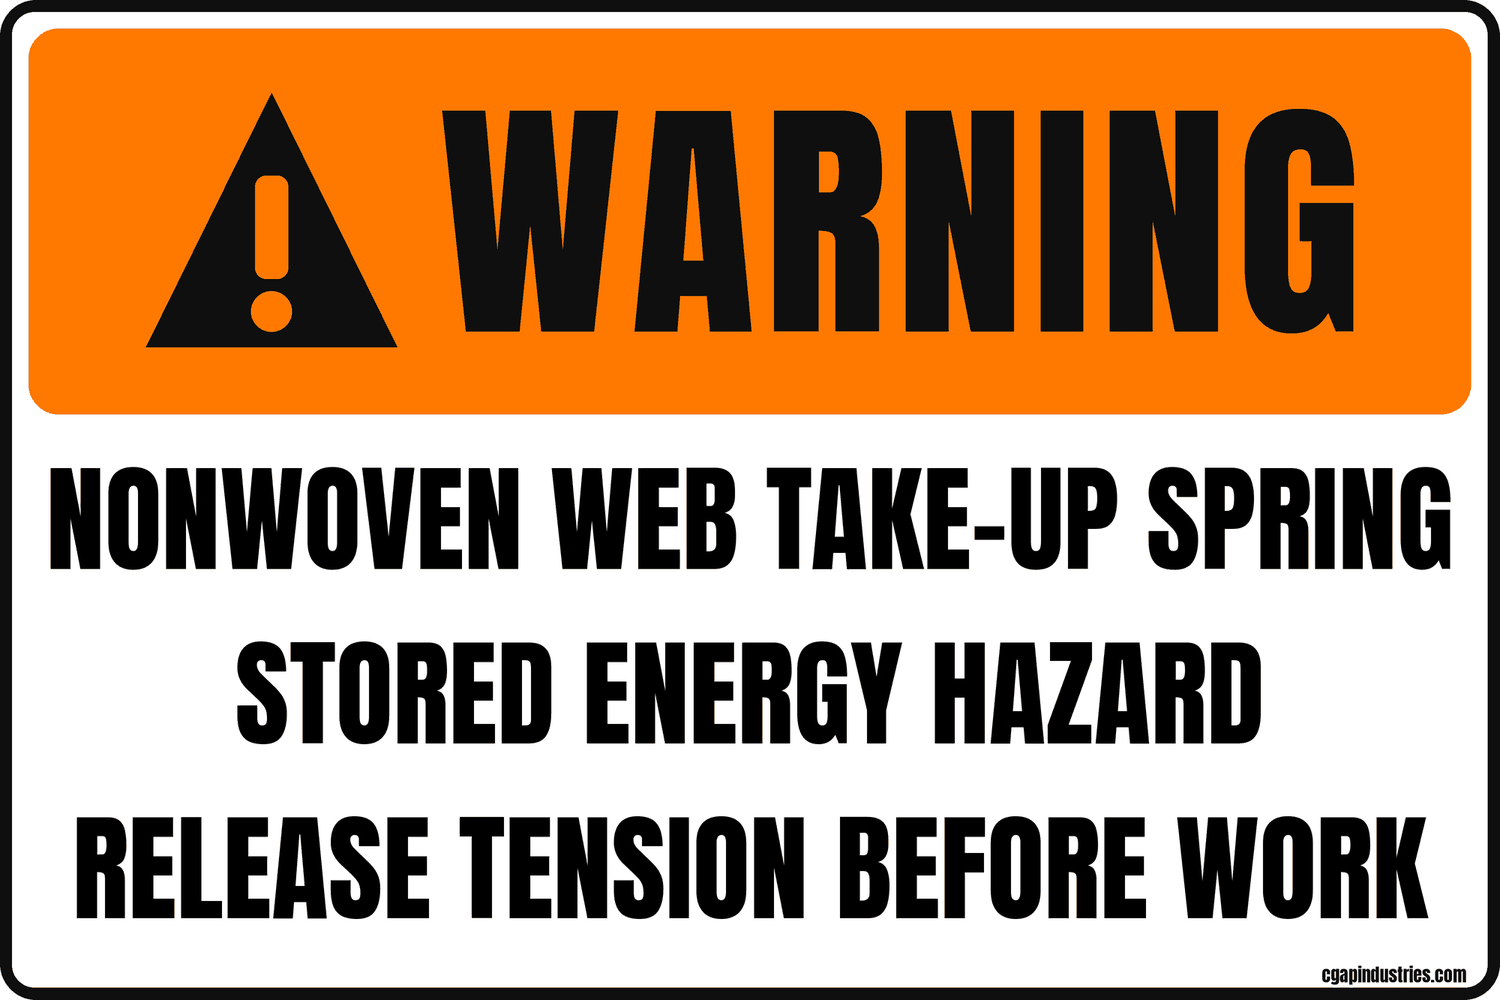 WARNING
NONWOVEN WEB TAKE-UP SPRING
STORED ENERGY HAZARD
RELEASE TENSION BEFORE WORK
cgapindustries.com